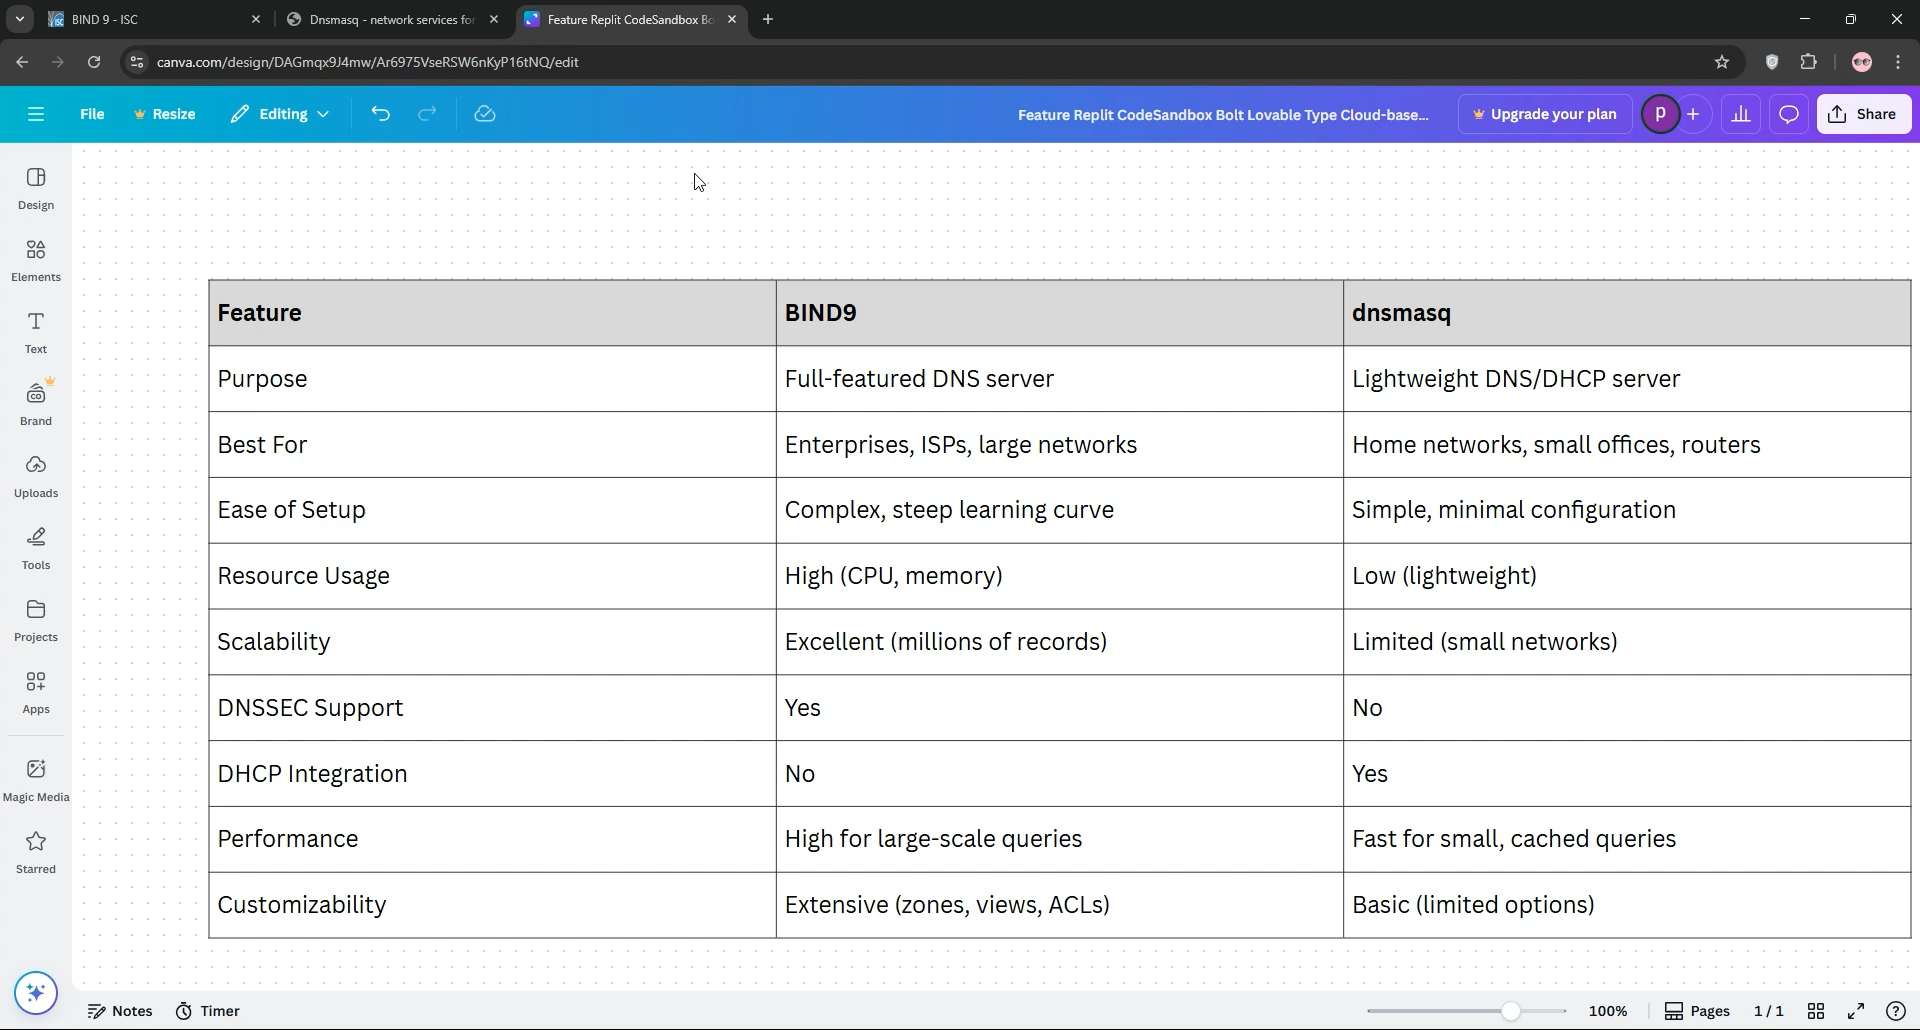 BIND 9 - ISC
Dnsmasq - network services for
Feature Replit CodeSandbox Bo
canva.com/design/DAGmqx9J4mw/Ar6975VseRSW6nKyP16tNQ/edit
File
Resize
Editing
Feature Replit CodeSandbox Bolt Lovable Type Cloud-base...
Upgrade your plan
P
Share
Design
Elements
Text
Brand
Uploads
Tools
Projects
Apps
Magic Media
Starred
Feature BIND9 dnsmasq
Purpose Full-featured DNS server Lightweight DNS/DHCP server
Best For Enterprises, ISPs, large networks Home networks, small offices, routers
Ease of Setup Complex, steep learning curve Simple, minimal configuration
Resource Usage High (CPU, memory) Low (lightweight)
Scalability Excellent (millions of records) Limited (small networks)
DNSSEC Support Yes No
DHCP Integration No Yes
Performance High for large-scale queries Fast for small, cached queries
Customizability Extensive (zones, views, ACLs) Basic (limited options)
Notes
Timer
100%
Pages
1 / 1